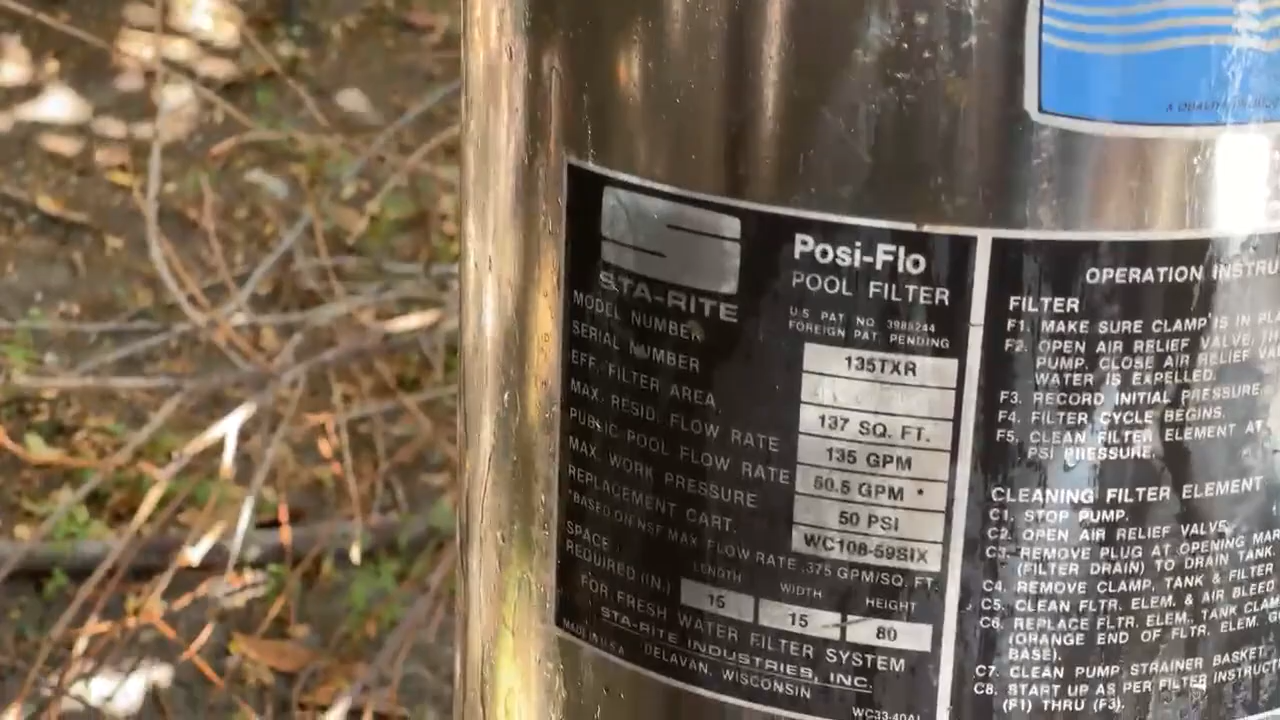 A QUALITY PRODUC
STA-RITE
Posi-Flo
POOL FILTER
U.S. PAT. NO. 3988244
FOREIGN PAT. PENDING
MODEL NUMBER 135TXR
SERIAL NUMBER
EFF. FILTER AREA 137 SQ. FT.
MAX. RESID. FLOW RATE 135 GPM
PUBLIC POOL FLOW RATE 50.5 GPM *
MAX. WORK PRESSURE 50 PSI
REPLACEMENT CART. WC108-59SIX
*BASED ON NSF MAX. FLOW RATE .375 GPM/SQ. FT.
LENGTH WIDTH HEIGHT
SPACE
REQUIRED (IN.) 15 15 80
FOR FRESH WATER FILTER SYSTEM
STA-RITE INDUSTRIES, INC.
MADE IN U.S.A. DELAVAN, WISCONSIN
WC33-40AL
OPERATION INSTRU
FILTER
F1. MAKE SURE CLAMP IS IN PLA
F2. OPEN AIR RELIEF VALVE, TH
PUMP. CLOSE AIR RELIEF VA
WATER IS EXPELLED.
F3. RECORD INITIAL PRESSURE.
F4. FILTER CYCLE BEGINS.
F5. CLEAN FILTER ELEMENT AT
PSI PRESSURE.
CLEANING FILTER ELEMENT
C1. STOP PUMP.
C2. OPEN AIR RELIEF VALVE.
C3. REMOVE PLUG AT OPENING MAR
(FILTER DRAIN) TO DRAIN TANK.
C4. REMOVE CLAMP, TANK & FILTER
C5. CLEAN FLTR. ELEM. & AIR BLEED
C6. REPLACE FLTR. ELEM., TANK CLAM
(ORANGE END OF FLTR. ELEM. G
BASE).
C7. CLEAN PUMP STRAINER BASKET.
C8. START UP AS PER FILTER INSTRUCT
(F1) THRU (F3).